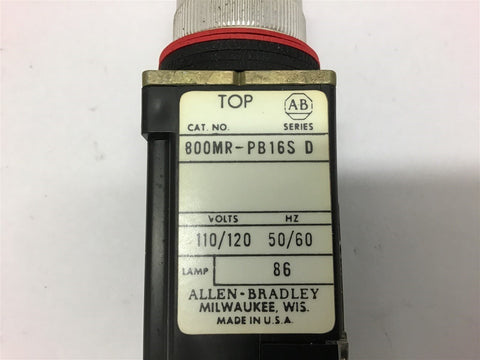 TOP AB
CAT. NO. SERIES
800MR-PB16S D
VOLTS HZ
110/120 50/60
LAMP 86
ALLEN-BRADLEY
MILWAUKEE, WIS.
MADE IN U.S.A.